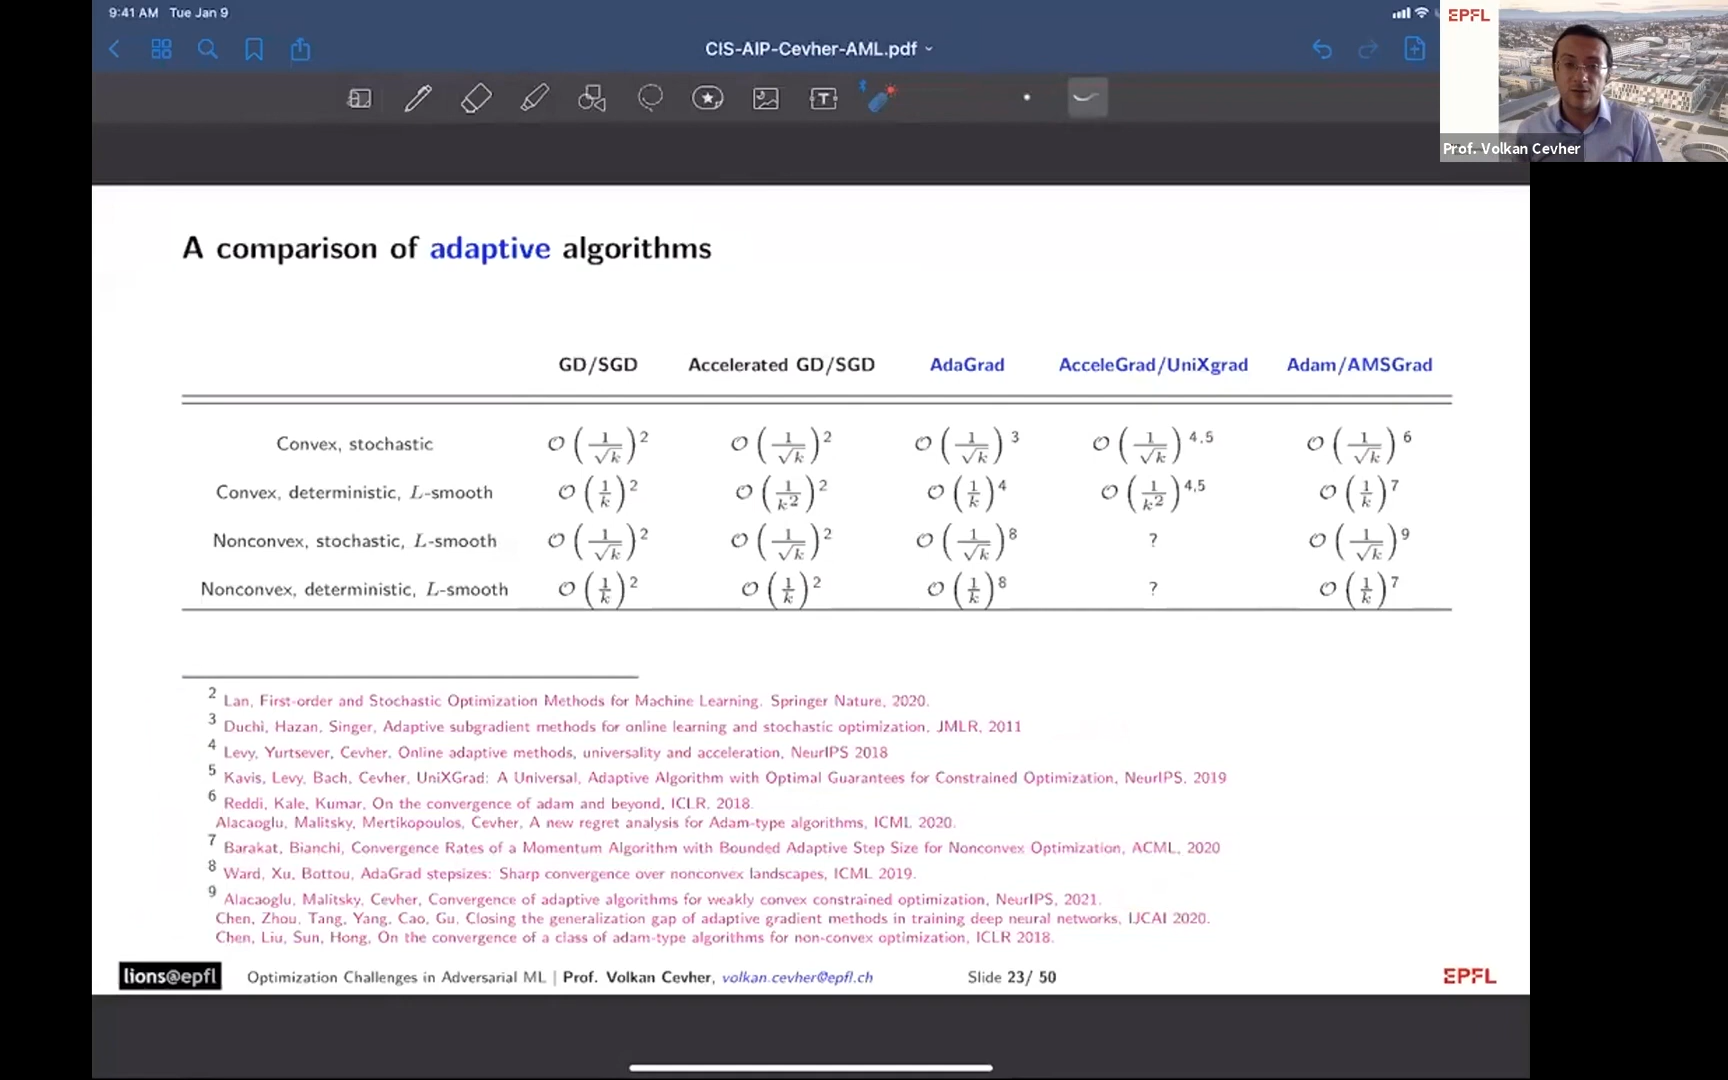 9:41 AM Tue Jan 9
CIS-AIP-Cevher-AML.pdf
EPFL
Prof. Volkan Cevher
A comparison of adaptive algorithms
GD/SGD Accelerated GD/SGD AdaGrad AcceleGrad/UniXgrad Adam/AMSGrad
Convex, stochastic 𝒪(1/√k)² 𝒪(1/√k)² 𝒪(1/√k)³ 𝒪(1/√k)⁴,⁵ 𝒪(1/√k)⁶
Convex, deterministic, L-smooth 𝒪(1/k)² 𝒪(1/k²)² 𝒪(1/k)⁴ 𝒪(1/k²)⁴,⁵ 𝒪(1/k)⁷
Nonconvex, stochastic, L-smooth 𝒪(1/√k)² 𝒪(1/√k)² 𝒪(1/√k)⁸ ? 𝒪(1/√k)⁹
Nonconvex, deterministic, L-smooth 𝒪(1/k)² 𝒪(1/k)² 𝒪(1/k)⁸ ? 𝒪(1/k)⁷
2 Lan, First-order and Stochastic Optimization Methods for Machine Learning. Springer Nature, 2020.
3 Duchi, Hazan, Singer, Adaptive subgradient methods for online learning and stochastic optimization, JMLR, 2011
4 Levy, Yurtsever, Cevher, Online adaptive methods, universality and acceleration, NeurIPS 2018
5 Kavis, Levy, Bach, Cevher, UniXGrad: A Universal, Adaptive Algorithm with Optimal Guarantees for Constrained Optimization, NeurIPS, 2019
6 Reddi, Kale, Kumar, On the convergence of adam and beyond, ICLR, 2018.
Alacaoglu, Malitsky, Mertikopoulos, Cevher, A new regret analysis for Adam-type algorithms, ICML 2020.
7 Barakat, Bianchi, Convergence Rates of a Momentum Algorithm with Bounded Adaptive Step Size for Nonconvex Optimization, ACML, 2020
8 Ward, Xu, Bottou, AdaGrad stepsizes: Sharp convergence over nonconvex landscapes, ICML 2019.
9 Alacaoglu, Malitsky, Cevher, Convergence of adaptive algorithms for weakly convex constrained optimization, NeurIPS, 2021.
Chen, Zhou, Tang, Yang, Cao, Gu, Closing the generalization gap of adaptive gradient methods in training deep neural networks, IJCAI 2020.
Chen, Liu, Sun, Hong, On the convergence of a class of adam-type algorithms for non-convex optimization, ICLR 2018.
lions@epfl Optimization Challenges in Adversarial ML | Prof. Volkan Cevher, volkan.cevher@epfl.ch Slide 23/ 50 EPFL